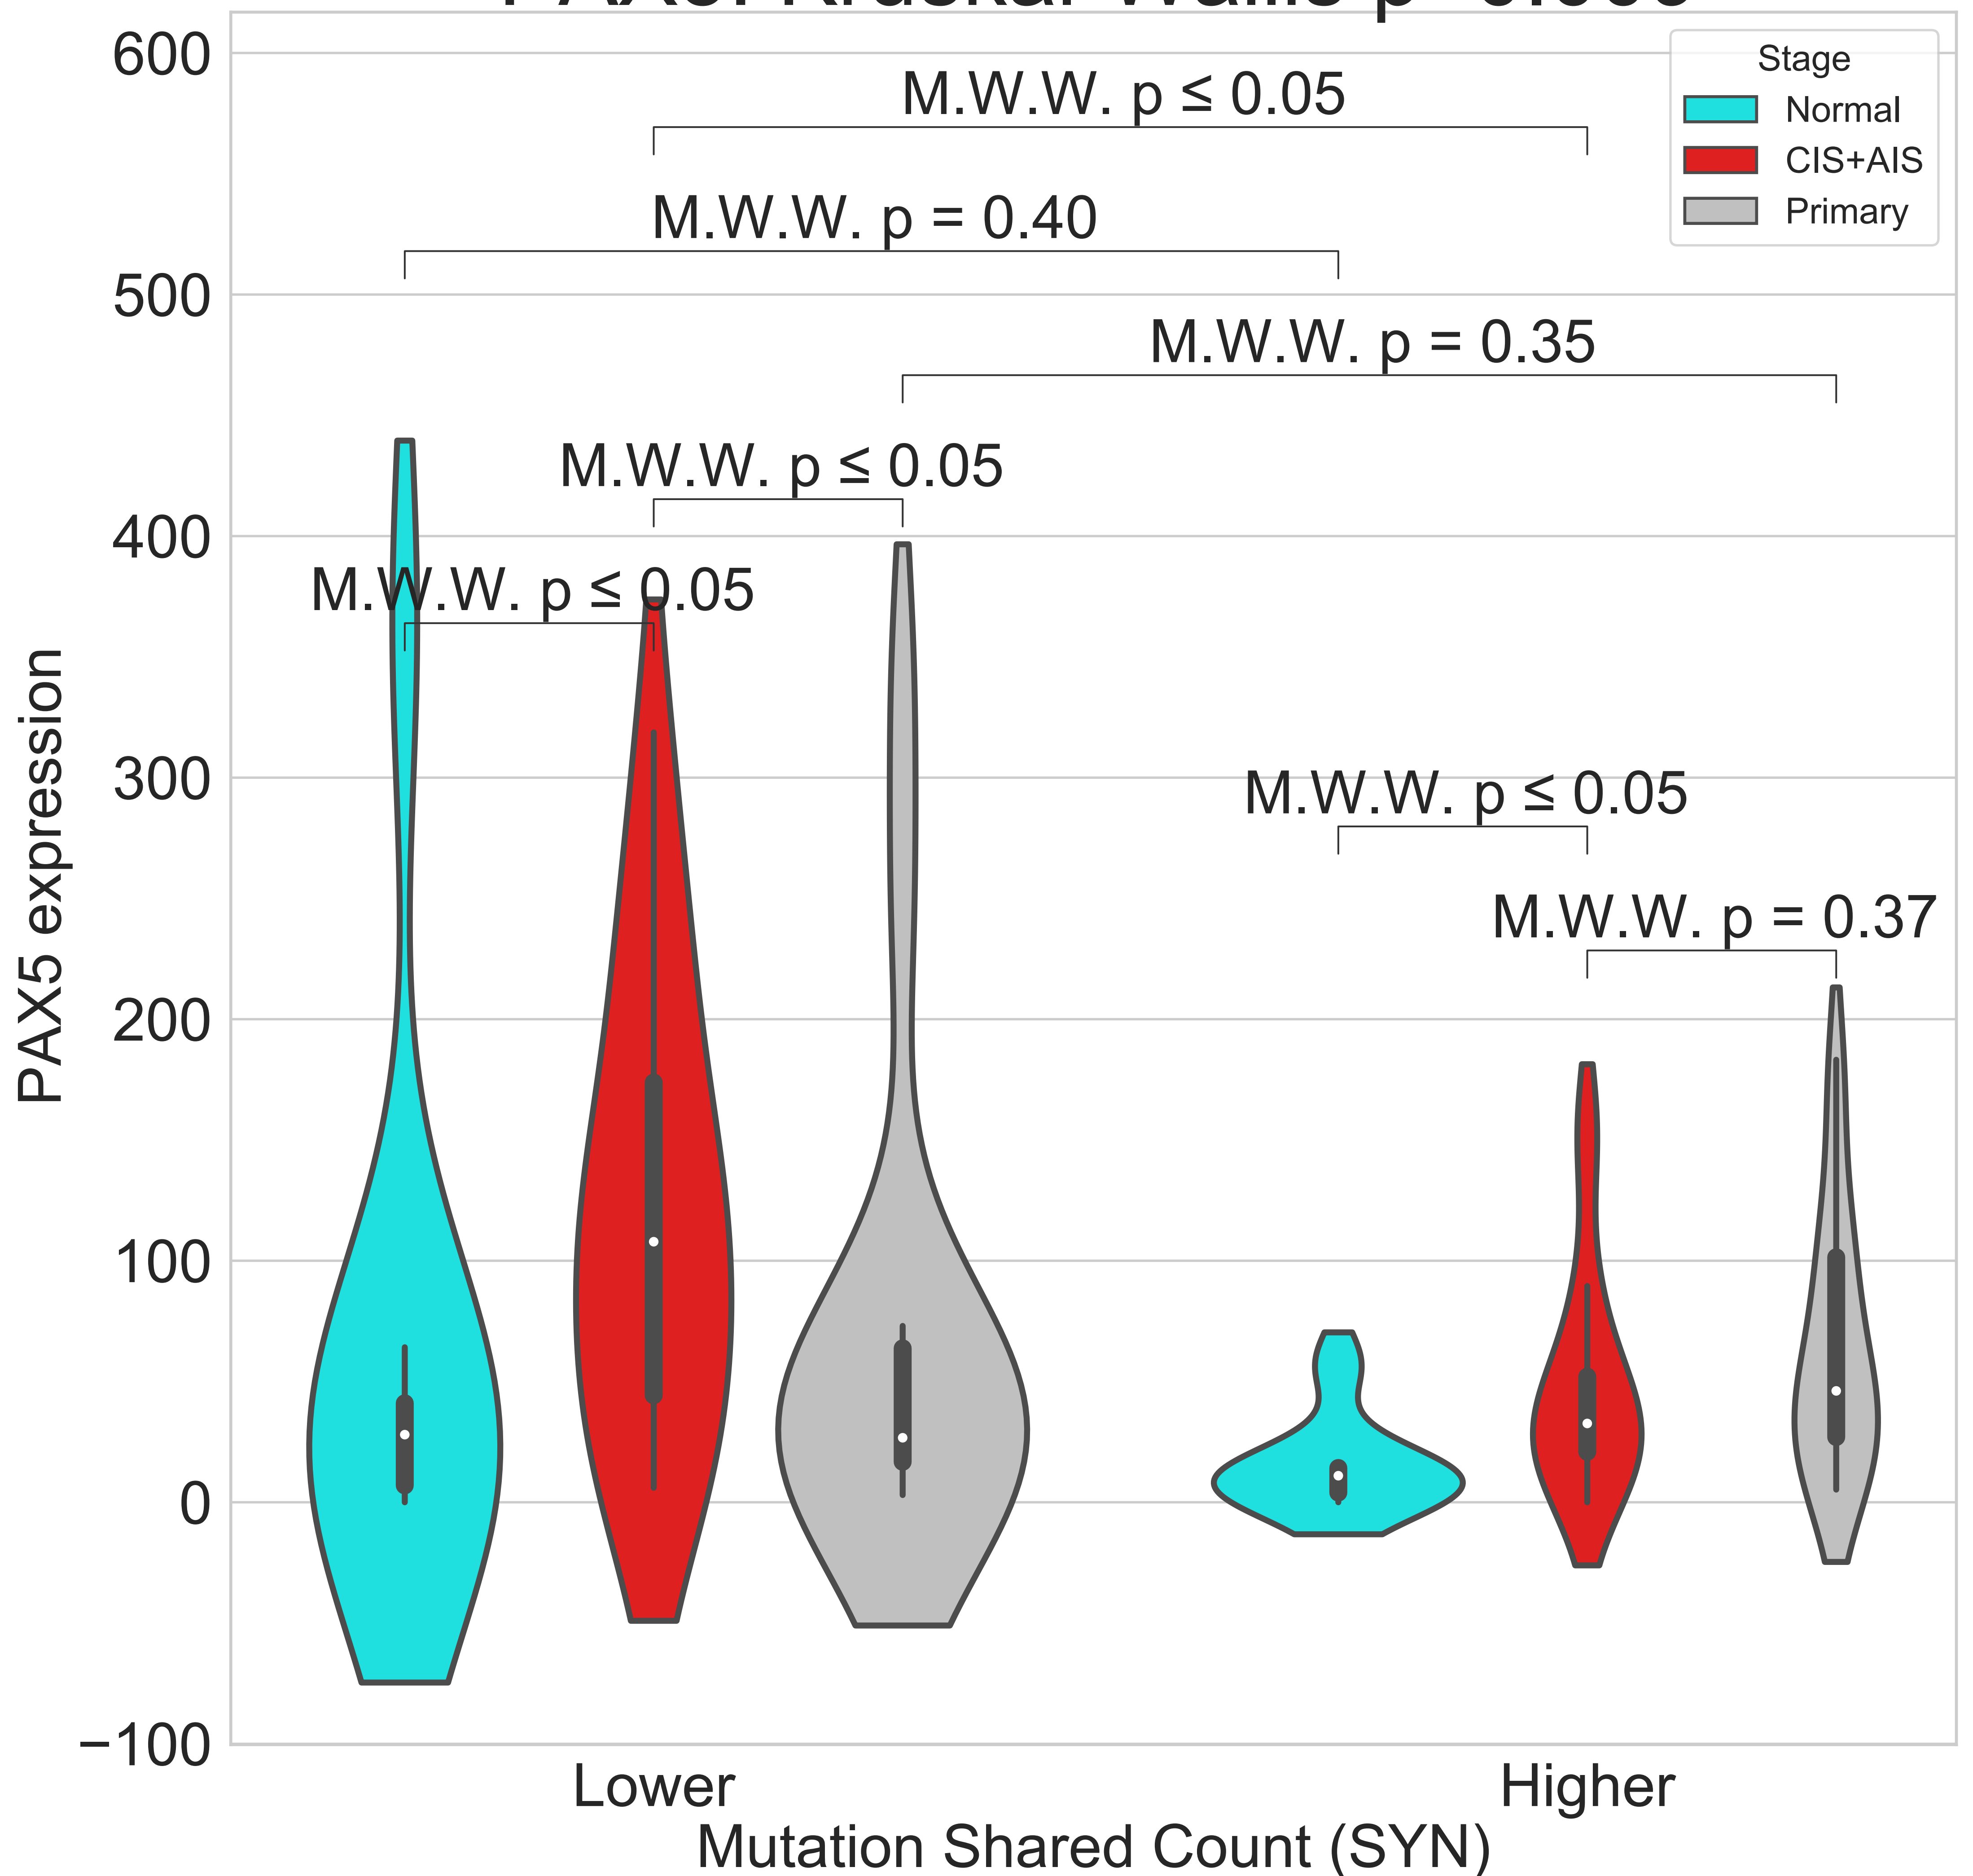 600
Stage
Normal
CIS+AIS
Primary
M.W.W. p ≤ 0.05
M.W.W. p = 0.40
500
M.W.W. p = 0.35
M.W.W. p ≤ 0.05
400
M.W.W. p ≤ 0.05
300
M.W.W. p ≤ 0.05
M.W.W. p = 0.37
200
100
0
−100
PAX5 expression
Lower
Higher
Mutation Shared Count (SYN)